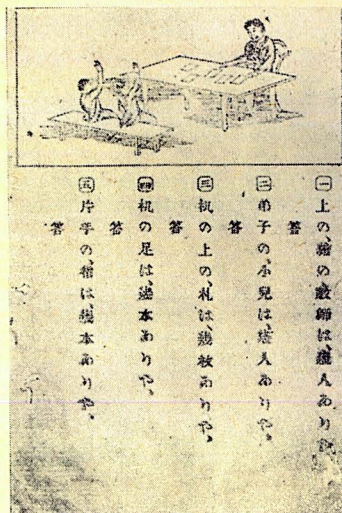 ㊀上の、猪の教師は、幾人ありや、
答
㊁弟子の、小兒は、幾人ありや、
答
㊂机の上の、札は、幾枚ありや、
答
㊃机の足は、幾本ありや、
答
㊄片手の、指は、幾本ありや、
答